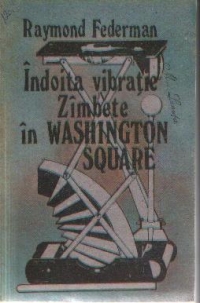 Raymond Federman
Îndoita vibrație
Zîmbete
în WASHINGTON
SQUARE